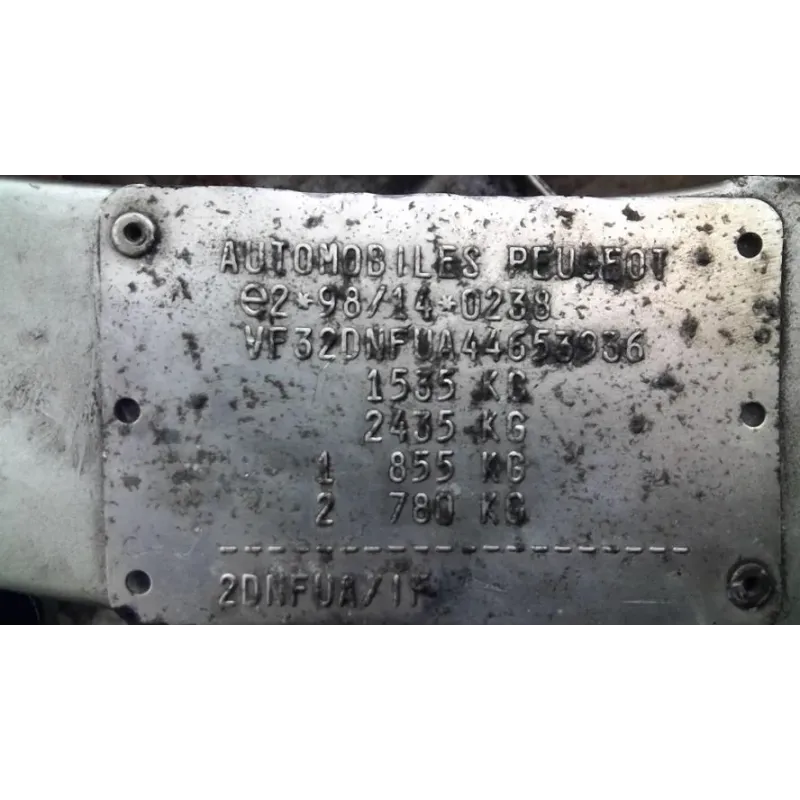 AUTOMOBILES PEUGEOT
e2*98/14*0238
VF32DNFUA44653936
1535 KG
2435 KG
1 855 KG
2 780 KG
--------------------------
2DNFUA/1F